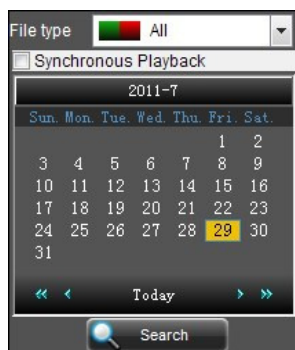 File type All
Synchronous Playback
2011-7
Sun. Mon. Tue. Wed. Thu. Fri. Sat.
1 2
3 4 5 6 7 8 9
10 11 12 13 14 15 16
17 18 19 20 21 22 23
24 25 26 27 28 29 30
31
« ‹ Today › »
Search